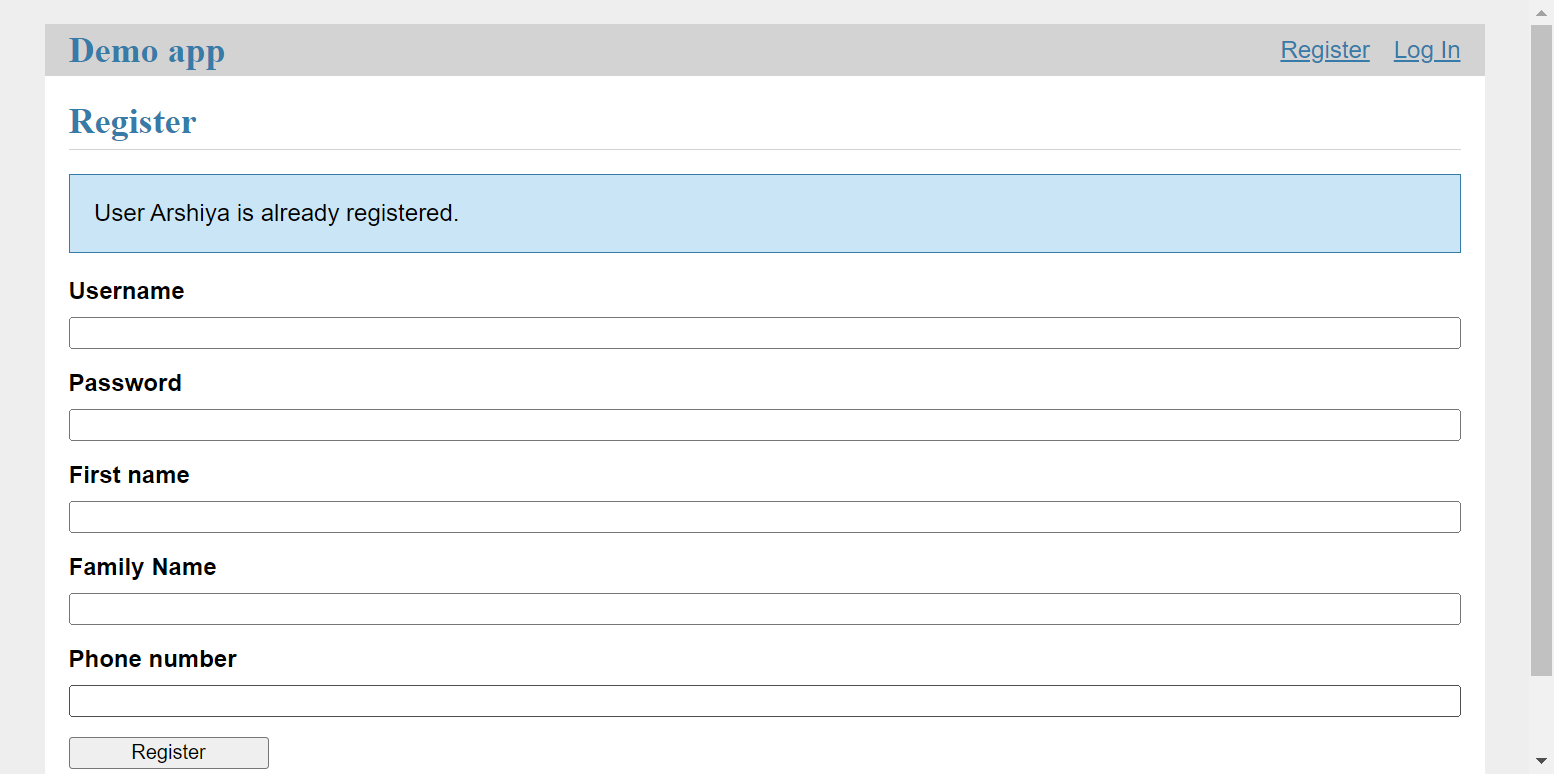 Demo app
Register Log In
Register
User Arshiya is already registered.
Username
Password
First name
Family Name
Phone number
Register